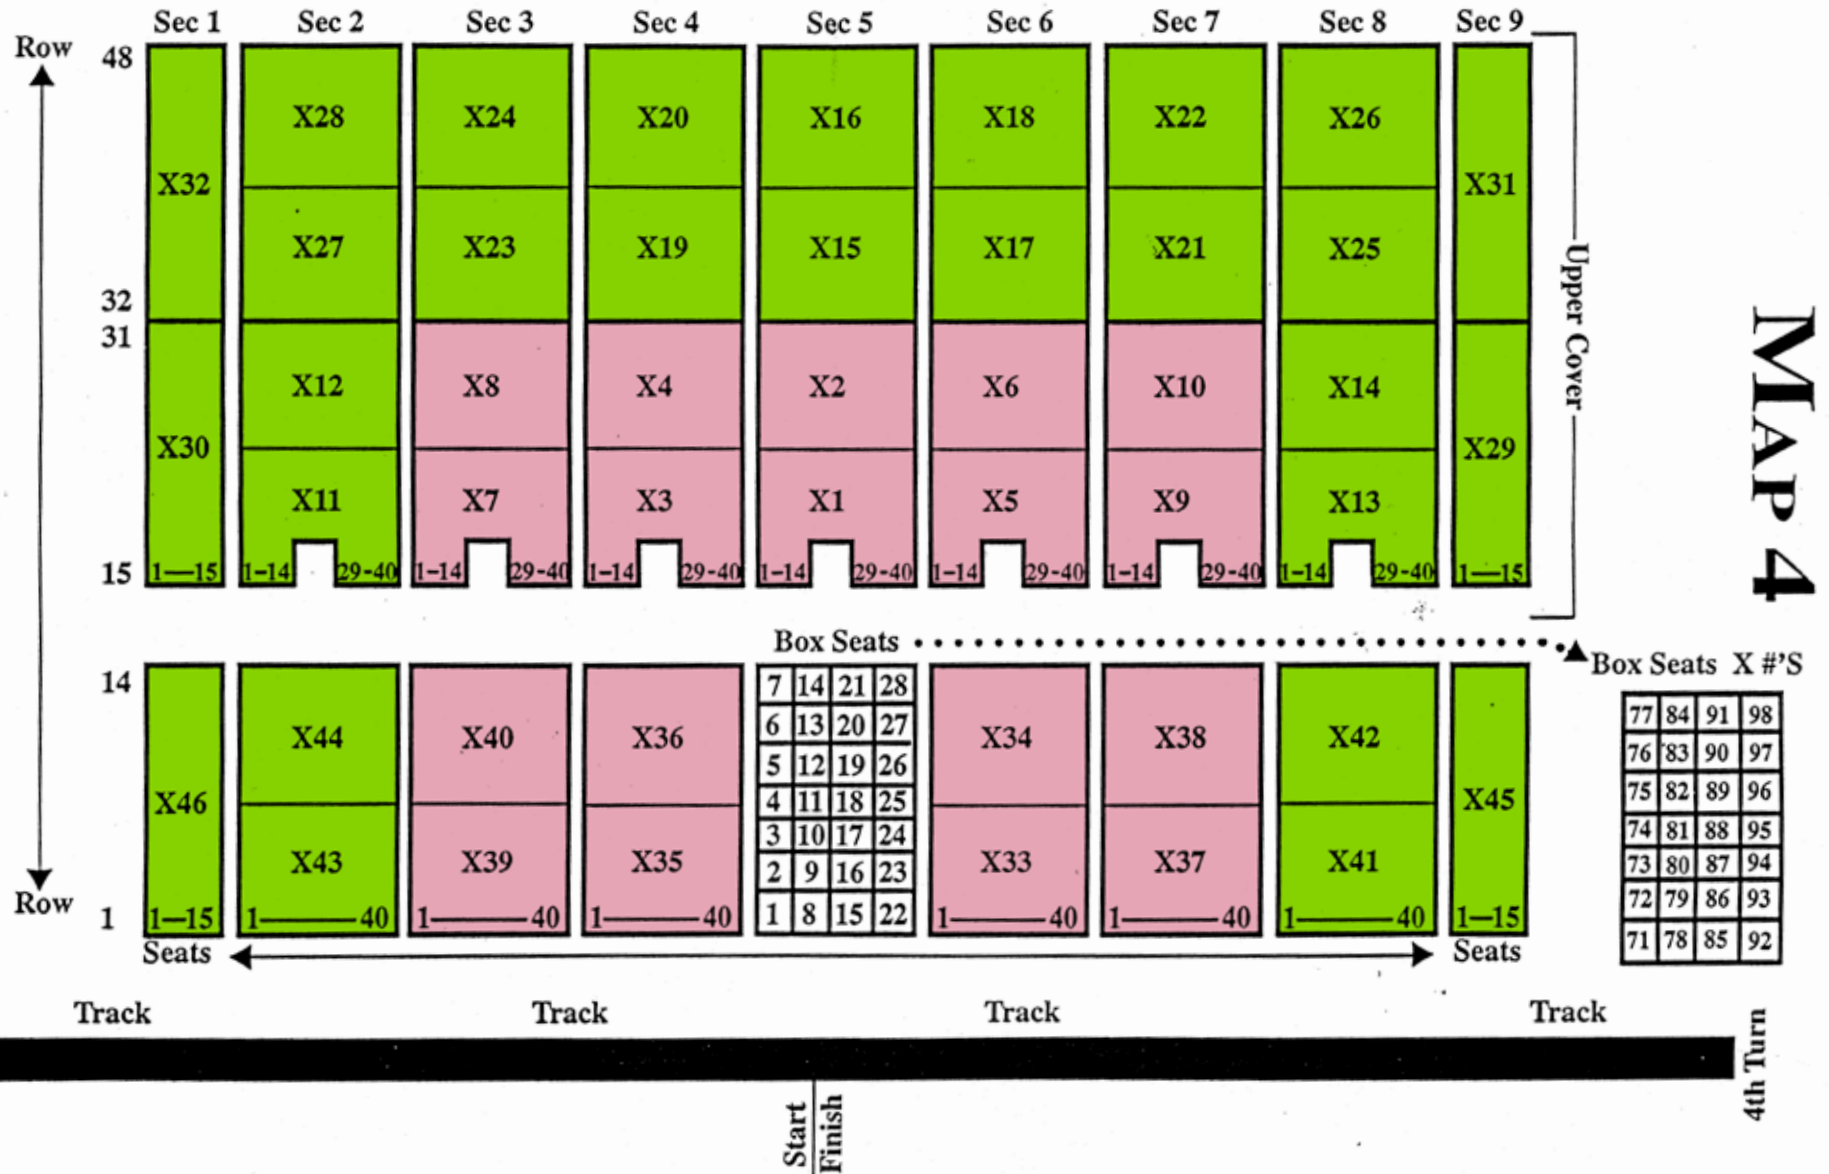 Sec 1 Sec 2 Sec 3 Sec 4 Sec 5 Sec 6 Sec 7 Sec 8 Sec 9
Row
48
X28 X24 X20 X16 X18 X22 X26
X32 X31
X27 X23 X19 X15 X17 X21 X25
Upper Cover
32
31
X12 X8 X4 X2 X6 X10 X14
X30 X29
X11 X7 X3 X1 X5 X9 X13
15 1—15 1-14 29-40 1-14 29-40 1-14 29-40 1-14 29-40 1-14 29-40 1-14 29-40 1-14 29-40 1—15
MAP 4
Box Seats
Box Seats X #'S
14
7 14 21 28
6 13 20 27
5 12 19 26
4 11 18 25
3 10 17 24
2 9 16 23
1 8 15 22
77 84 91 98
76 83 90 97
75 82 89 96
74 81 88 95
73 80 87 94
72 79 86 93
71 78 85 92
X44 X40 X36 X34 X38 X42
X46 X45
X43 X39 X35 X33 X37 X41
Row
1 1—15 1——40 1——40 1——40 1——40 1——40 1——40 1—15
Seats Seats
Track Track Track Track
4th Turn
Start
Finish